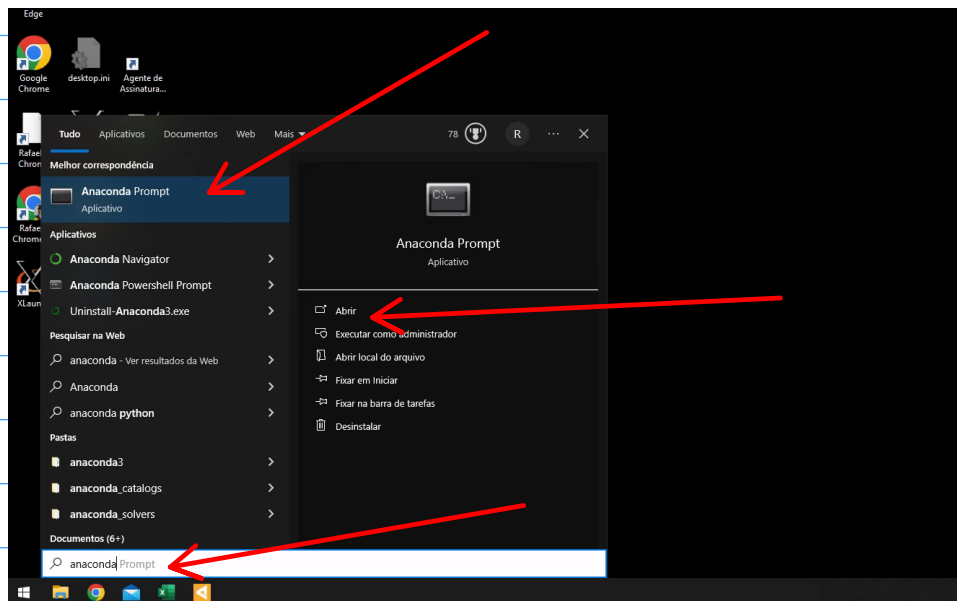 Edge
Google Chrome
desktop.ini
Agente de Assinatura...
Rafael
Chrom
Rafae
Chrome
XLaun
Tudo Aplicativos Documentos Web Mais 78 R ...
Melhor correspondência
Anaconda Prompt
Aplicativo
Aplicativos
Anaconda Navigator
Anaconda Powershell Prompt
Uninstall-Anaconda3.exe
Pesquisar na Web
anaconda - Ver resultados da Web
Anaconda
anaconda python
Pastas
anaconda3
anaconda_catalogs
anaconda_solvers
Documentos (6+)
anaconda Prompt
C:\_
Anaconda Prompt
Aplicativo
Abrir
Executar como administrador
Abrir local do arquivo
Fixar em Iniciar
Fixar na barra de tarefas
Desinstalar